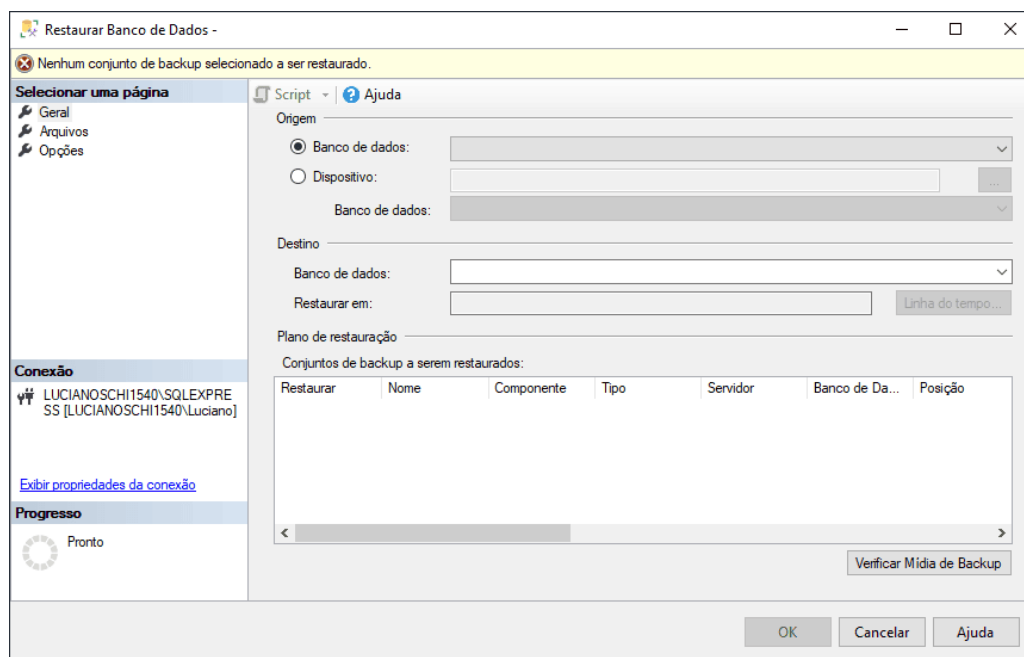 Restaurar Banco de Dados -
Nenhum conjunto de backup selecionado a ser restaurado.
Selecionar uma página
Geral
Arquivos
Opções
Script
Ajuda
Origem
Banco de dados:
Dispositivo:
...
Banco de dados:
Destino
Banco de dados:
Restaurar em:
Linha do tempo...
Plano de restauração
Conjuntos de backup a serem restaurados:
Restaurar Nome Componente Tipo Servidor Banco de Da... Posição
Conexão
LUCIANOSCHI1540\SQLEXPRE
SS [LUCIANOSCHI1540\Luciano]
Exibir propriedades da conexão
Progresso
Pronto
Verificar Mídia de Backup
OK Cancelar Ajuda